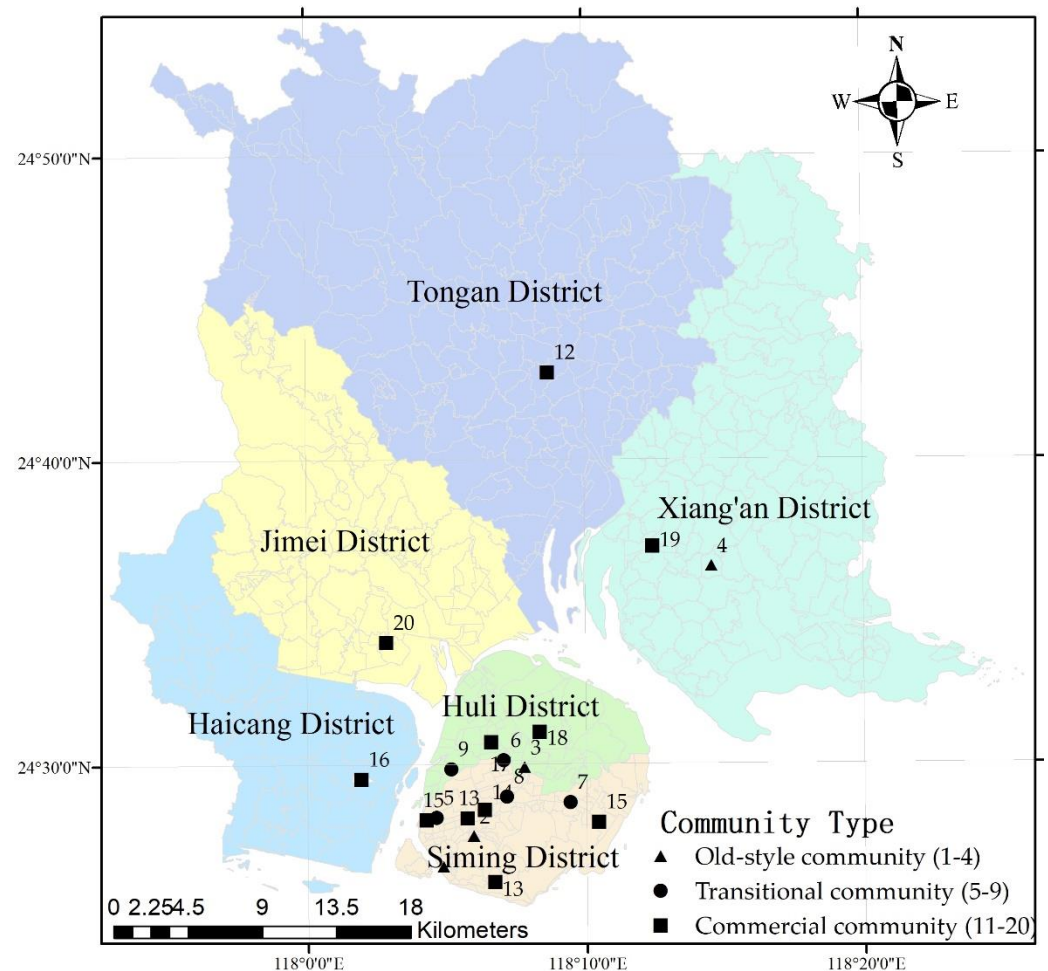 N
W E
S
24°50'0"N
Tongan District
12
24°40'0"N
Xiang'an District
19
4
Jimei District
20
Huli District
Haicang District
18
6
3
9
17
16
24°30'0"N
8
7
14
15
5
13
15
2
Siming District
13
Community Type
Old-style community (1-4)
Transitional community (5-9)
Commercial community (11-20)
0 2.25 4.5 9 13.5 18
Kilometers
118°0'0"E
118°10'0"E
118°20'0"E